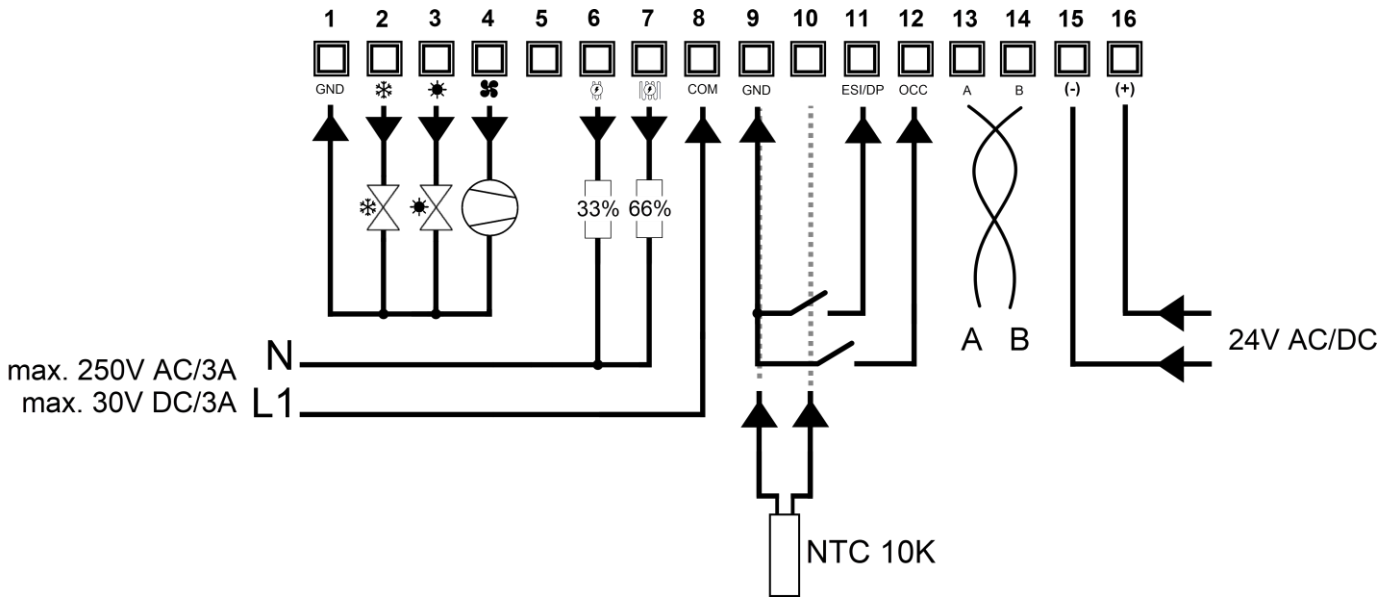 1 2 3 4 5 6 7 8 9 10 11 12 13 14 15 16
GND COM GND ESI/DP OCC A B (-) (+)
33% 66%
A B
24V AC/DC
max. 250V AC/3A N
max. 30V DC/3A L1
NTC 10K